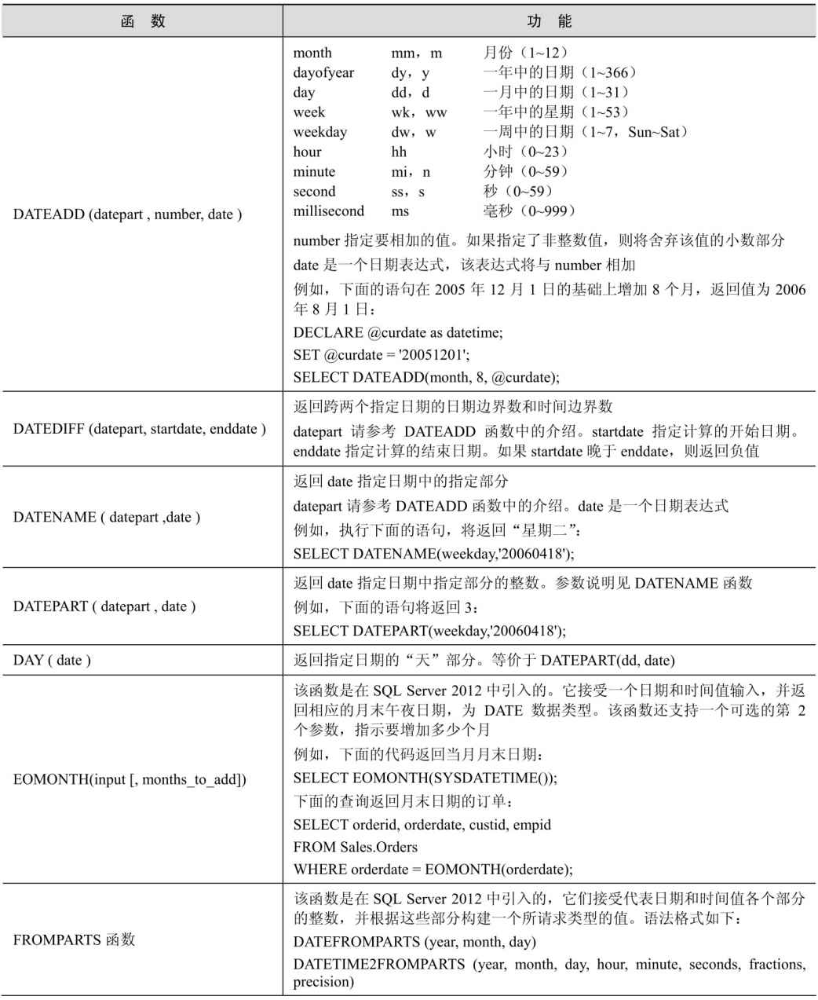 函 数 功 能
month mm，m 月份（1~12）
dayofyear dy，y 一年中的日期（1~366）
day dd，d 一月中的日期（1~31）
week wk，ww 一年中的星期（1~53）
weekday dw，w 一周中的日期（1~7，Sun~Sat）
hour hh 小时（0~23）
minute mi，n 分钟（0~59）
second ss，s 秒（0~59）
millisecond ms 毫秒（0~999）
DATEADD (datepart , number, date )
number 指定要相加的值。如果指定了非整数值，则将舍弃该值的小数部分
date 是一个日期表达式，该表达式将与 number 相加
例如，下面的语句在 2005 年 12 月 1 日的基础上增加 8 个月，返回值为 2006
年 8 月 1 日：
DECLARE @curdate as datetime;
SET @curdate = '20051201';
SELECT DATEADD(month, 8, @curdate);
DATEDIFF (datepart, startdate, enddate )
返回跨两个指定日期的日期边界数和时间边界数
datepart 请参考 DATEADD 函数中的介绍。startdate 指定计算的开始日期。
enddate 指定计算的结束日期。如果 startdate 晚于 enddate，则返回负值
DATENAME ( datepart ,date )
返回 date 指定日期中的指定部分
datepart 请参考 DATEADD 函数中的介绍。date 是一个日期表达式
例如，执行下面的语句，将返回“星期二”：
SELECT DATENAME(weekday,'20060418');
DATEPART ( datepart , date )
返回 date 指定日期中指定部分的整数。参数说明见 DATENAME 函数
例如，下面的语句将返回 3：
SELECT DATEPART(weekday,'20060418');
DAY ( date )
返回指定日期的“天”部分。等价于 DATEPART(dd, date)
EOMONTH(input [, months_to_add])
该函数是在 SQL Server 2012 中引入的。它接受一个日期和时间值输入，并返
回相应的月末午夜日期，为 DATE 数据类型。该函数还支持一个可选的第 2
个参数，指示要增加多少个月
例如，下面的代码返回当月月末日期：
SELECT EOMONTH(SYSDATETIME());
下面的查询返回月末日期的订单：
SELECT orderid, orderdate, custid, empid
FROM Sales.Orders
WHERE orderdate = EOMONTH(orderdate);
FROMPARTS 函数
该函数是在 SQL Server 2012 中引入的，它们接受代表日期和时间值各个部分
的整数，并根据这些部分构建一个所请求类型的值。语法格式如下：
DATEFROMPARTS (year, month, day)
DATETIME2FROMPARTS (year, month, day, hour, minute, seconds, fractions,
precision)